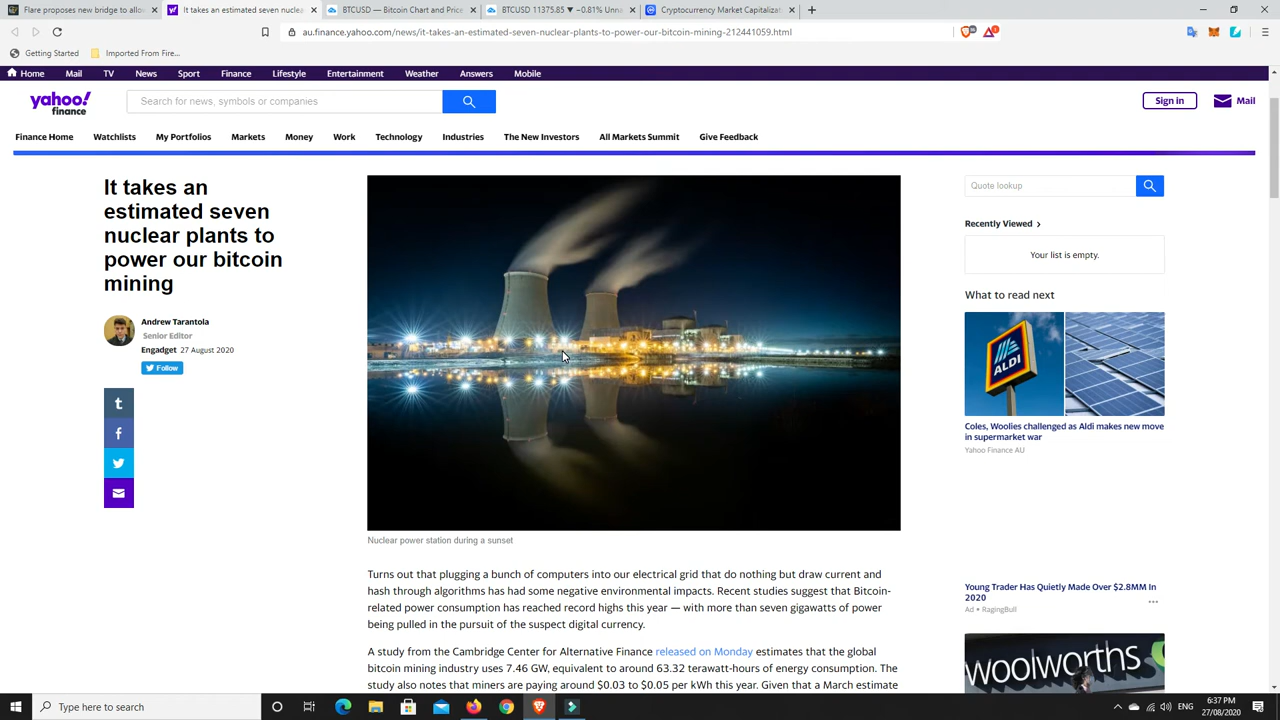 Flare proposes new bridge to allow
It takes an estimated seven nuclear
BTCUSD — Bitcoin Chart and Price
BTCUSD 11375.85 ▼ −0.81% Unna
Cryptocurrency Market Capitalizat
au.finance.yahoo.com/news/it-takes-an-estimated-seven-nuclear-plants-to-power-our-bitcoin-mining-212441059.html
Getting Started
Imported From Fire...
Home Mail TV News Sport Finance Lifestyle Entertainment Weather Answers Mobile
yahoo!
finance
Search for news, symbols or companies
Sign in
Mail
Finance Home Watchlists My Portfolios Markets Money Work Technology Industries The New Investors All Markets Summit Give Feedback
It takes an
estimated seven
nuclear plants to
power our bitcoin
mining
Andrew Tarantola
Senior Editor
Engadget 27 August 2020
Follow
Nuclear power station during a sunset
Turns out that plugging a bunch of computers into our electrical grid that do nothing but draw current and
hash through algorithms has had some negative environmental impacts. Recent studies suggest that Bitcoin-
related power consumption has reached record highs this year — with more than seven gigawatts of power
being pulled in the pursuit of the suspect digital currency.
A study from the Cambridge Center for Alternative Finance released on Monday estimates that the global
bitcoin mining industry uses 7.46 GW, equivalent to around 63.32 terawatt-hours of energy consumption. The
study also notes that miners are paying around $0.03 to $0.05 per kWh this year. Given that a March estimate
Quote lookup
Recently Viewed
Your list is empty.
What to read next
ALDI
Coles, Woolies challenged as Aldi makes new move
in supermarket war
Yahoo Finance AU
Young Trader Has Quietly Made Over $2.8MM In
2020
Ad • RagingBull
woolworths
Type here to search
ENG
6:37 PM
27/08/2020